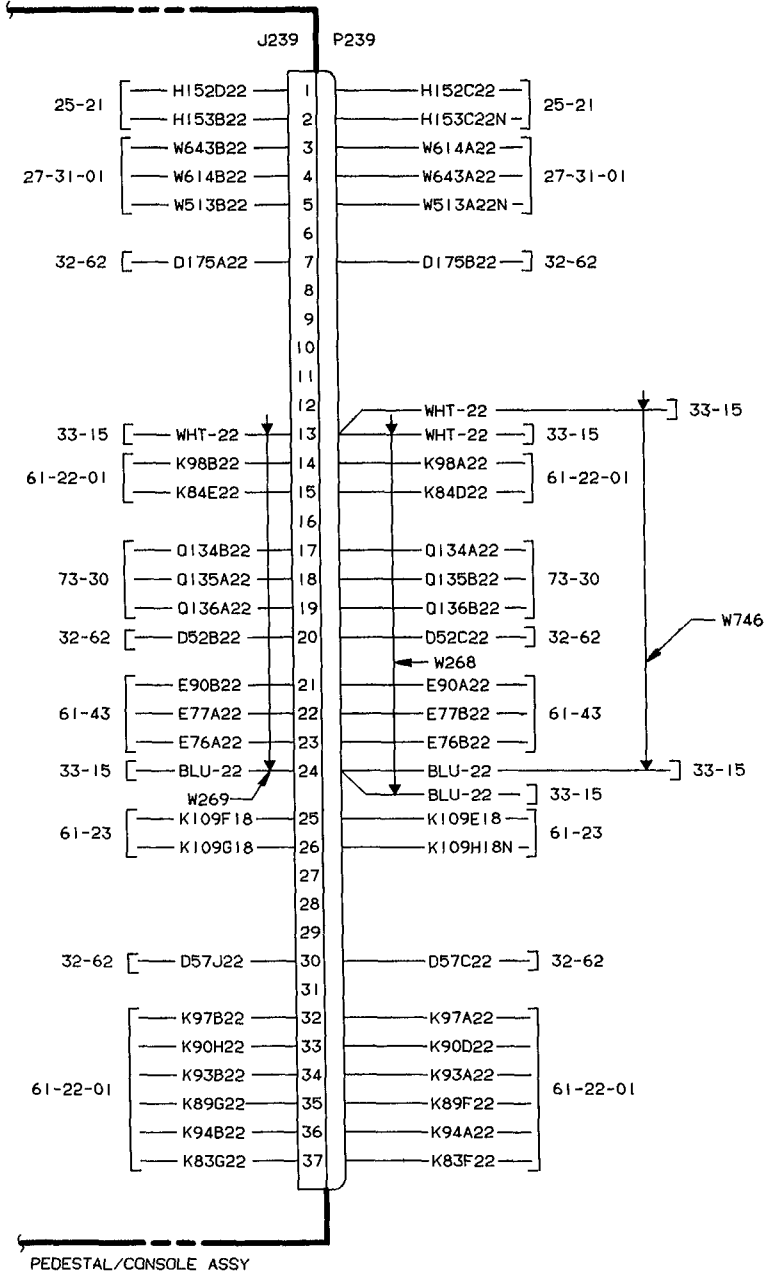 J239 P239
H152D22 1 H152C22
25-21 25-21
H153B22 2 H153C22N
W643B22 3 W614A22
27-31-01 W614B22 4 W643A22 27-31-01
W513B22 5 W513A22N
6
32-62 D175A22 7 D175B22 32-62
8
9
10
11
12
WHT-22 33-15
33-15 WHT-22 13 WHT-22 33-15
K98B22 14 K98A22
61-22-01 61-22-01
K84E22 15 K84D22
16
Q134B22 17 Q134A22
73-30 Q135A22 18 Q135B22 73-30
Q136A22 19 Q136B22
W746
32-62 D52B22 20 D52C22 32-62
W268
E90B22 21 E90A22
61-43 E77A22 22 E77B22 61-43
E76A22 23 E76B22
33-15 BLU-22 24 BLU-22 33-15
W269 BLU-22 33-15
K109F18 25 K109E18
61-23 61-23
K109G18 26 K109H18N
27
28
29
32-62 D57J22 30 D57C22 32-62
31
K97B22 32 K97A22
K90H22 33 K90D22
K93B22 34 K93A22
61-22-01 61-22-01
K89G22 35 K89F22
K94B22 36 K94A22
K83G22 37 K83F22
PEDESTAL/CONSOLE ASSY